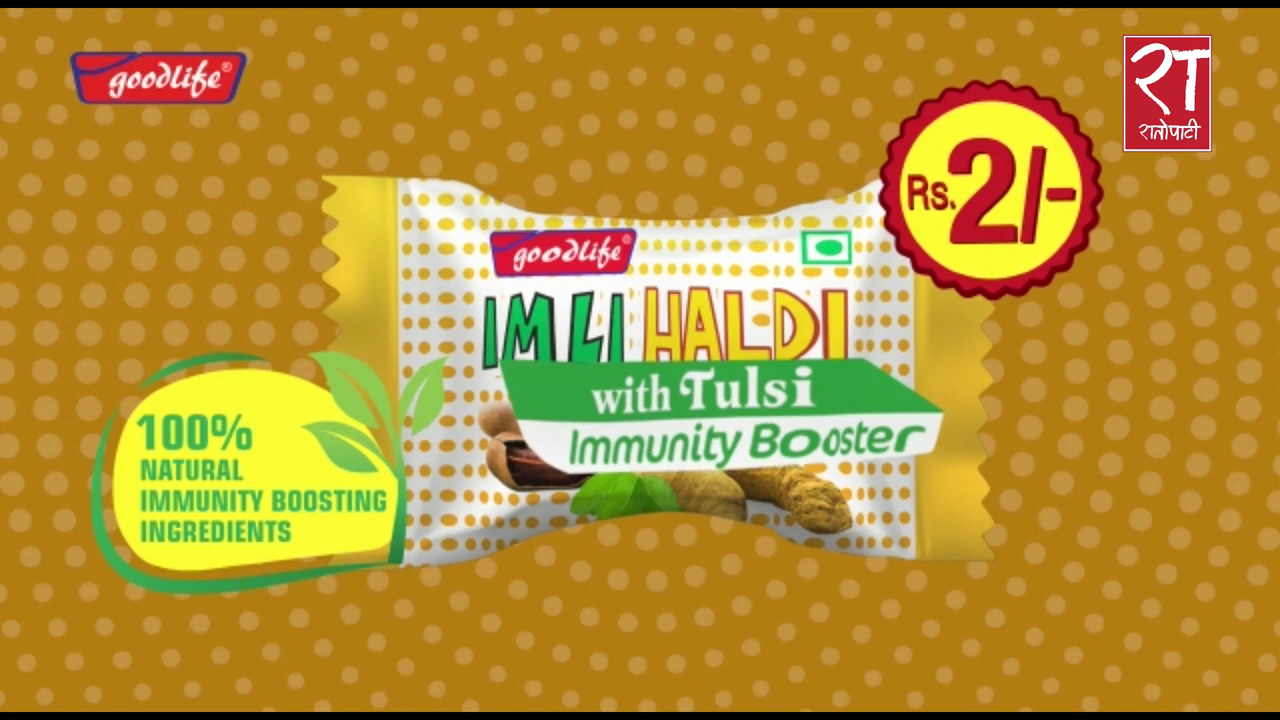 goodlife®
रा
रातोपाटी
Rs.2/-
goodlife®
IMLI HALDI
with Tulsi
Immunity Booster
100%
NATURAL
IMMUNITY BOOSTING
INGREDIENTS